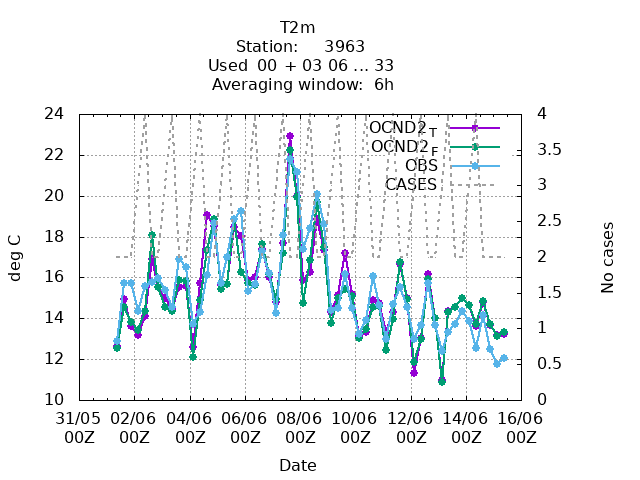 T2m
Station: 3963
Used 00 + 03 06 ... 33
Averaging window: 6h
24
22
20
18
16
14
12
10
deg C
4
3.5
3
2.5
2
1.5
1
0.5
0
No cases
OCND2_T
OCND2_F
OBS
CASES
31/05 02/06 04/06 06/06 08/06 10/06 12/06 14/06 16/06
00Z 00Z 00Z 00Z 00Z 00Z 00Z 00Z 00Z
Date